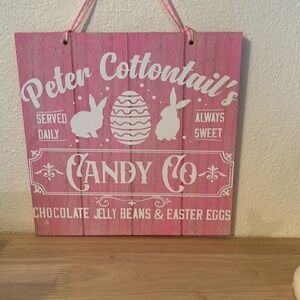 Peter Cottontail's
SERVED DAILY
ALWAYS SWEET
CANDY CO
CHOCOLATE JELLY BEANS & EASTER EGGS